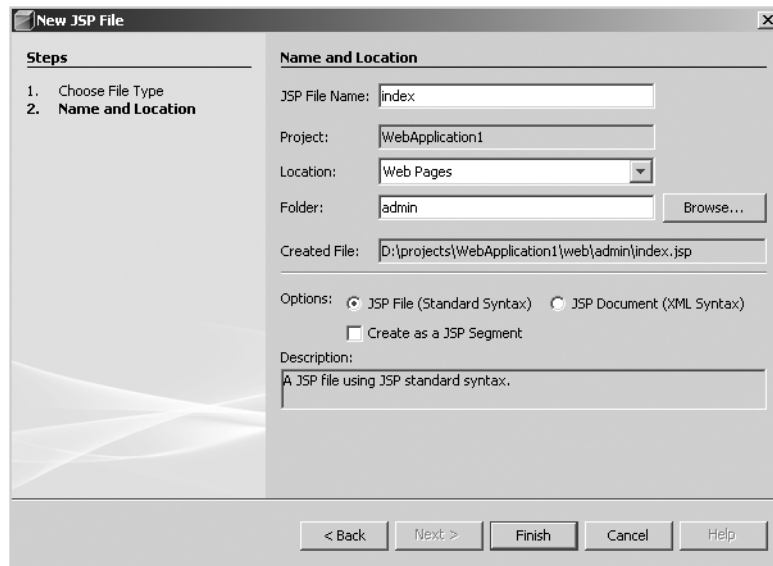 New JSP File
Steps
1. Choose File Type
2. Name and Location
Name and Location
JSP File Name: index
Project: WebApplication1
Location: Web Pages
Folder: admin Browse...
Created File: D:\projects\WebApplication1\web\admin\index.jsp
Options: JSP File (Standard Syntax) JSP Document (XML Syntax)
Create as a JSP Segment
Description:
A JSP file using JSP standard syntax.
< Back Next > Finish Cancel Help